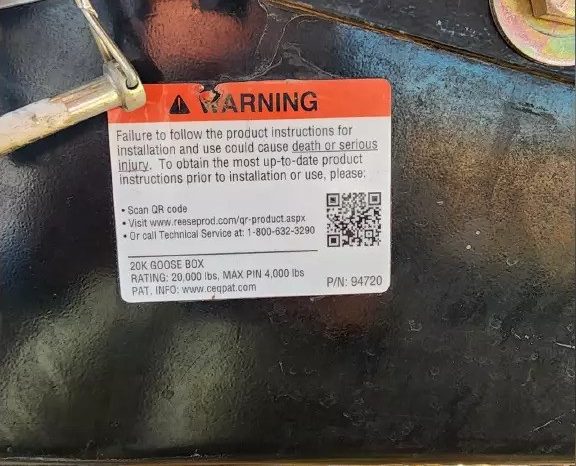 WARNING
Failure to follow the product instructions for
installation and use could cause death or serious
injury. To obtain the most up-to-date product
instructions prior to installation or use, please:
• Scan QR code
• Visit www.reeseprod.com/qr-product.aspx
• Or call Technical Service at: 1-800-632-3290
20K GOOSE BOX
RATING: 20,000 lbs, MAX PIN 4,000 lbs
PAT. INFO: www.ceqpat.com
P/N: 94720